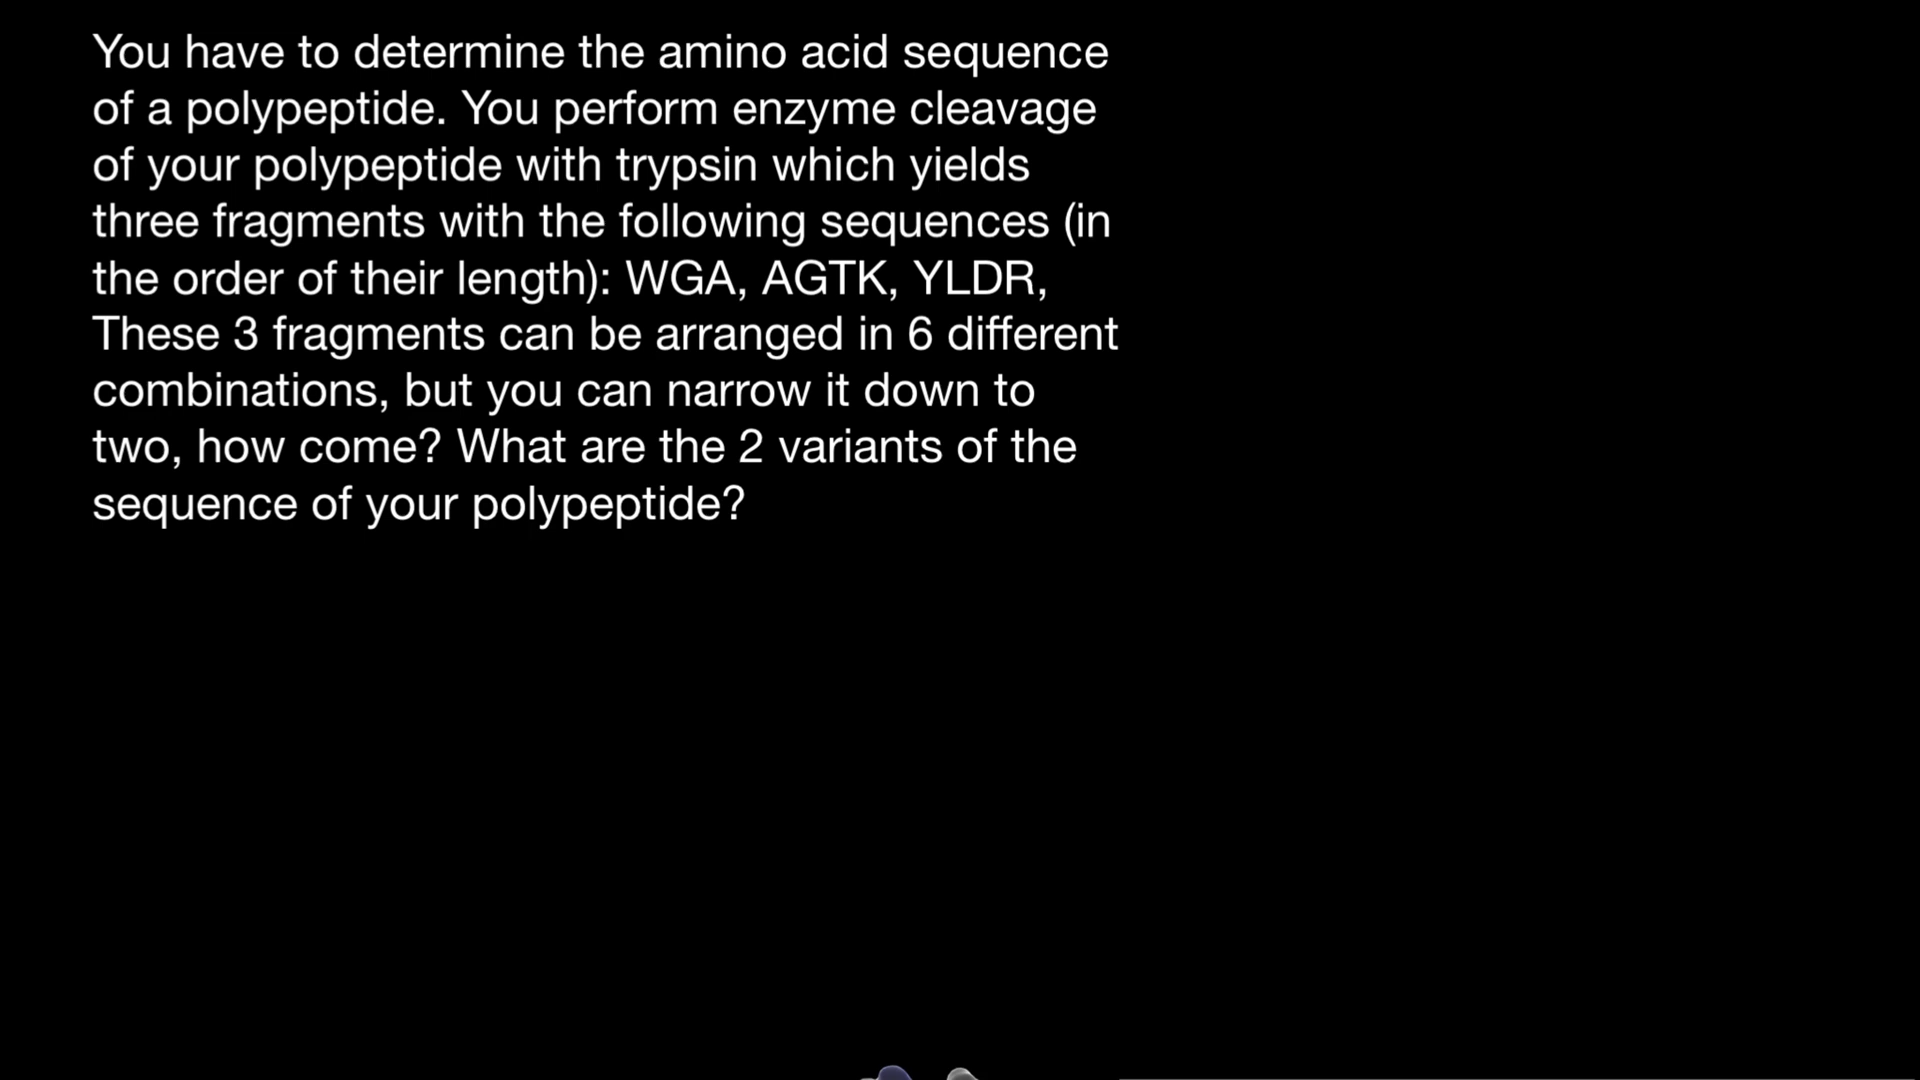 You have to determine the amino acid sequence
of a polypeptide. You perform enzyme cleavage
of your polypeptide with trypsin which yields
three fragments with the following sequences (in
the order of their length): WGA, AGTK, YLDR,
These 3 fragments can be arranged in 6 different
combinations, but you can narrow it down to
two, how come? What are the 2 variants of the
sequence of your polypeptide?